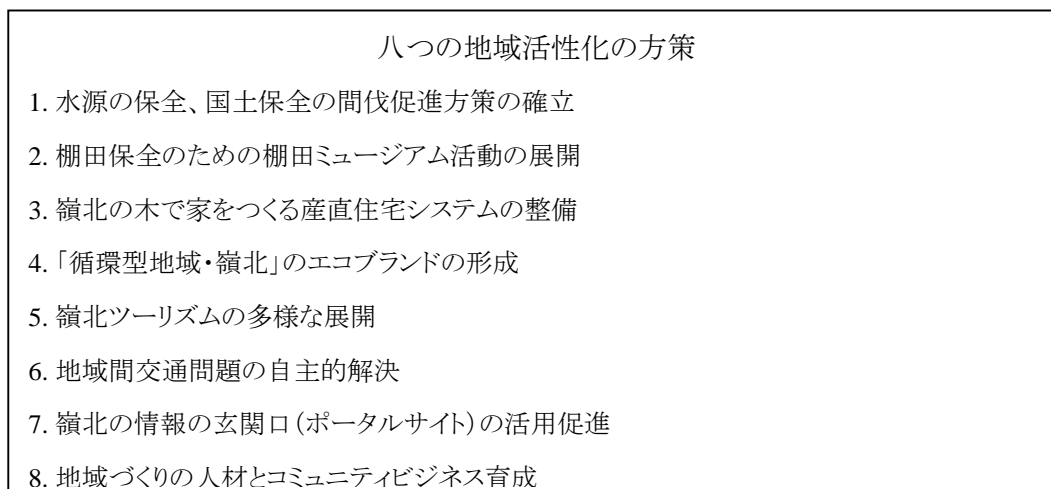 八つの地域活性化の方策
1. 水源の保全、国土保全の間伐促進方策の確立
2. 棚田保全のための棚田ミュージアム活動の展開
3. 嶺北の木で家をつくる産直住宅システムの整備
4. 「循環型地域・嶺北」のエコブランドの形成
5. 嶺北ツーリズムの多様な展開
6. 地域間交通問題の自主的解決
7. 嶺北の情報の玄関口（ポータルサイト）の活用促進
8. 地域づくりの人材とコミュニティビジネス育成